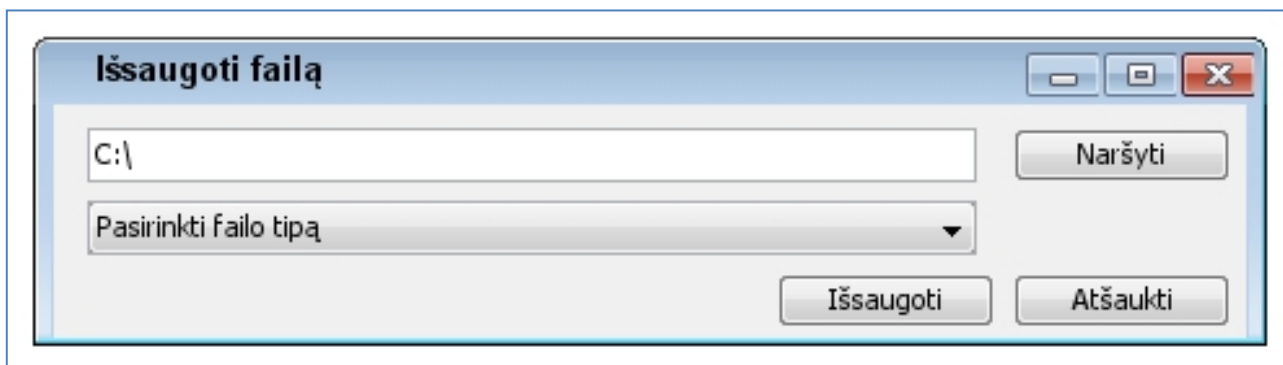 Išsaugoti failą
C:\
Naršyti
Pasirinkti failo tipą
Išsaugoti
Atšaukti